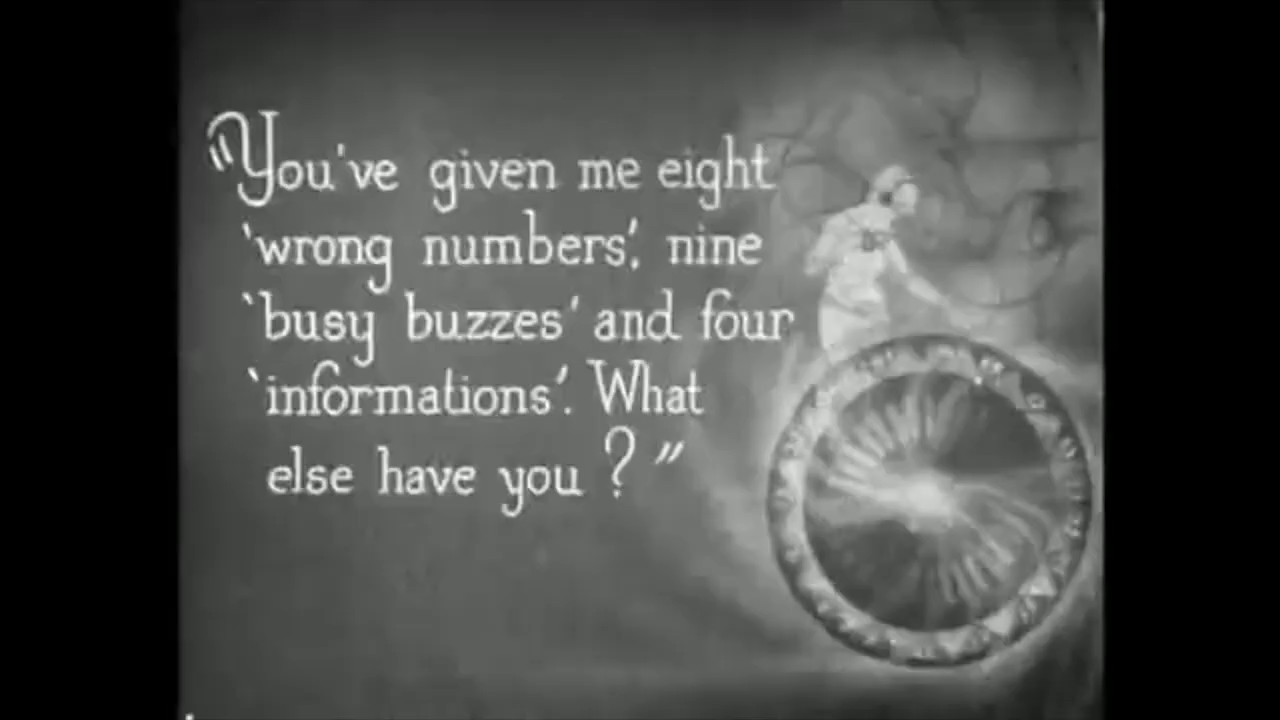 "You've given me eight
'wrong numbers', nine
'busy buzzes' and four
'informations'. What
else have you?"